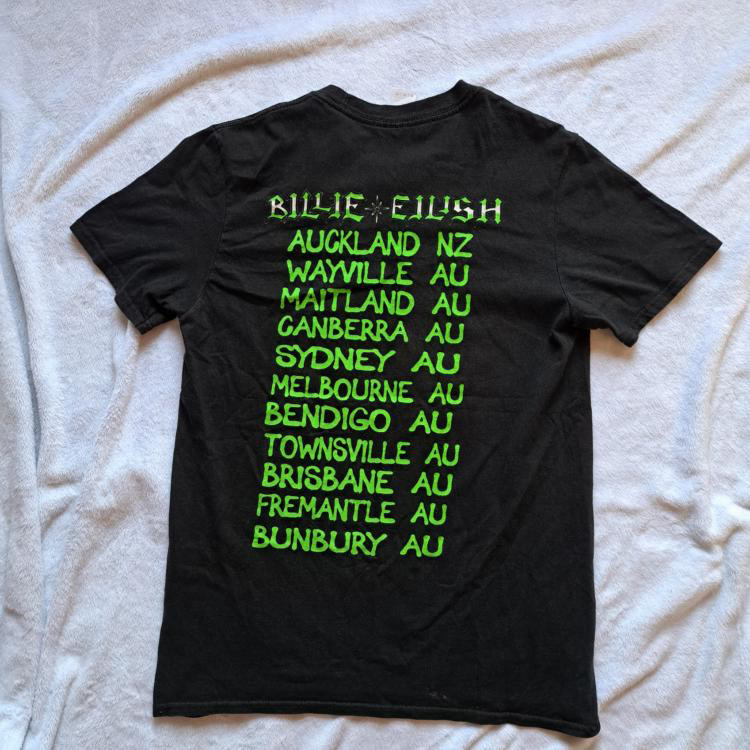 BILLIE EILISH
AUCKLAND NZ
WAYVILLE AU
MAITLAND AU
CANBERRA AU
SYDNEY AU
MELBOURNE AU
BENDIGO AU
TOWNSVILLE AU
BRISBANE AU
FREMANTLE AU
BUNBURY AU